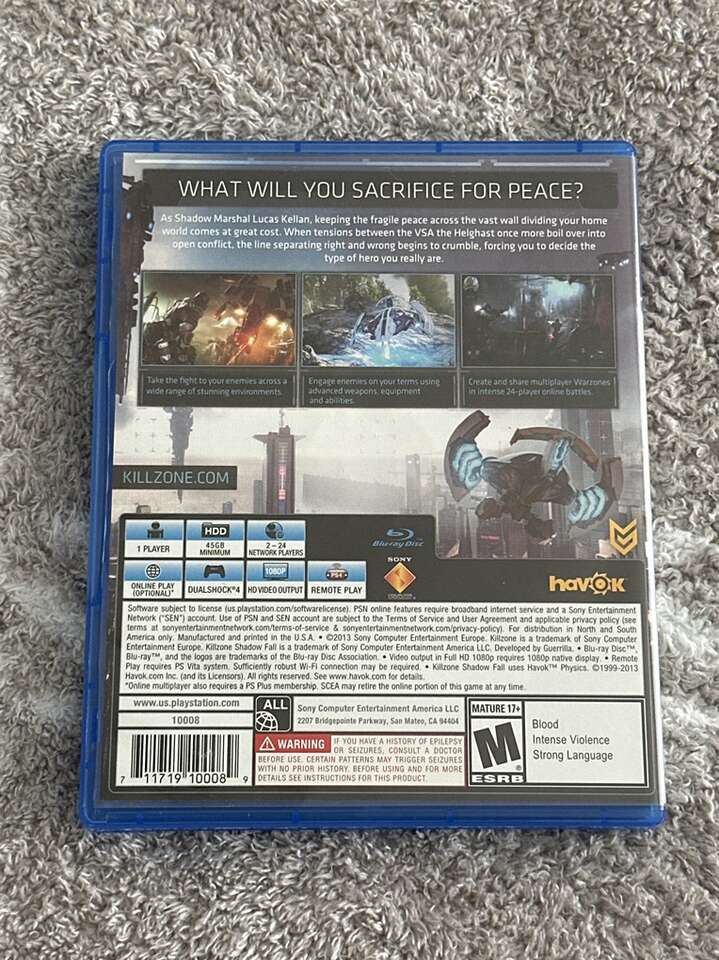 WHAT WILL YOU SACRIFICE FOR PEACE?
As Shadow Marshal Lucas Kellan, keeping the fragile peace across the vast wall dividing your home
world comes at great cost. When tensions between the VSA the Helghast once more boil over into
open conflict, the line separating right and wrong begins to crumble, forcing you to decide the
type of hero you really are.
Take the fight to your enemies across a
wide range of stunning environments.
Engage enemies on your terms using
advanced weapons, equipment
and abilities.
Create and share multiplayer Warzones
in intense 24-player online battles.
KILLZONE.COM
1 PLAYER
HDD
45GB
MINIMUM
2 – 24
NETWORK PLAYERS
Blu-ray Disc™
ONLINE PLAY
(OPTIONAL)*
DUALSHOCK®4
1080P
HD VIDEO OUTPUT
PS4
REMOTE PLAY
SONY
COMPUTER
havok
Software subject to license (us.playstation.com/softwarelicense). PSN online features require broadband internet service and a Sony Entertainment
Network ("SEN") account. Use of PSN and SEN account are subject to the Terms of Service and User Agreement and applicable privacy policy (see
terms at sonyentertainmentnetwork.com/terms-of-service & sonyentertainmentnetwork.com/privacy-policy). For distribution in North and South
America only. Manufactured and printed in the U.S.A. • ©2013 Sony Computer Entertainment Europe. Killzone is a trademark of Sony Computer
Entertainment Europe. Killzone Shadow Fall is a trademark of Sony Computer Entertainment America LLC. Developed by Guerrilla. • Blu-ray Disc™,
Blu-ray™, and the logos are trademarks of the Blu-ray Disc Association. • Video output in Full HD 1080p requires 1080p native display. • Remote
Play requires PS Vita system. Sufficiently robust Wi-Fi connection may be required. • Killzone Shadow Fall uses Havok™ Physics. ©1999-2013
Havok.com Inc. (and its Licensors). All rights reserved. See www.havok.com for details.
*Online multiplayer also requires a PS Plus membership. SCEA may retire the online portion of this game at any time.
www.us.playstation.com
10008
ALL
Sony Computer Entertainment America LLC
2207 Bridgepointe Parkway, San Mateo, CA 94404
WARNING IF YOU HAVE A HISTORY OF EPILEPSY
OR SEIZURES, CONSULT A DOCTOR
BEFORE USE. CERTAIN PATTERNS MAY TRIGGER SEIZURES
WITH NO PRIOR HISTORY. BEFORE USING AND FOR MORE
DETAILS SEE INSTRUCTIONS FOR THIS PRODUCT.
7 11719 10008 9
MATURE 17+
M
®
ESRB
Blood
Intense Violence
Strong Language